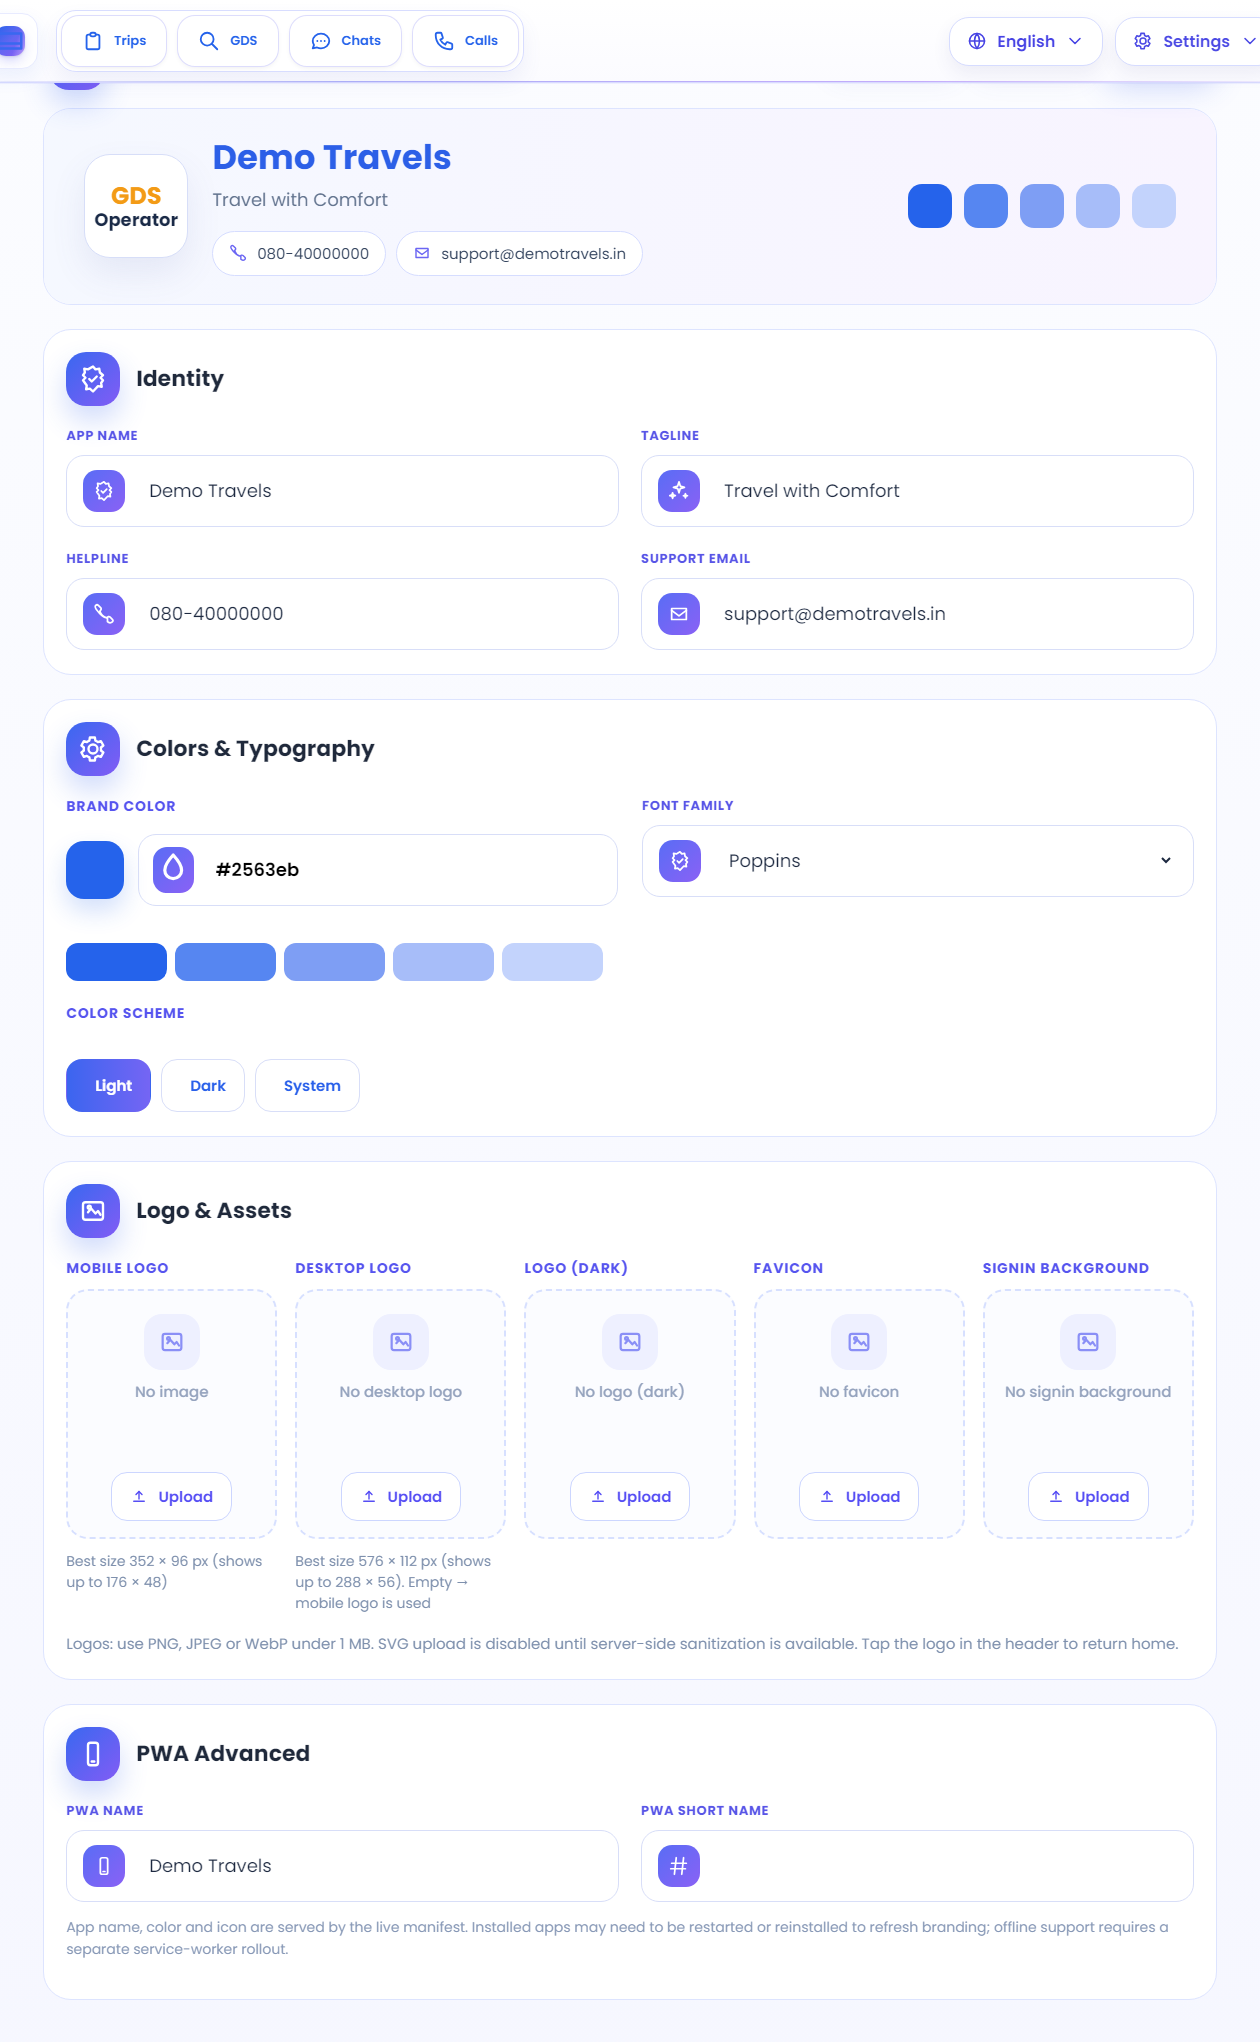 Trips
GDS
Chats
Calls
English
Settings
GDS
Operator
Demo Travels
Travel with Comfort
080-40000000
support@demotravels.in
Identity
APP NAME
TAGLINE
Demo Travels
Travel with Comfort
HELPLINE
SUPPORT EMAIL
080-40000000
support@demotravels.in
Colors & Typography
BRAND COLOR
FONT FAMILY
#2563eb
Poppins
COLOR SCHEME
Light
Dark
System
Logo & Assets
MOBILE LOGO
DESKTOP LOGO
LOGO (DARK)
FAVICON
SIGNIN BACKGROUND
No image
No desktop logo
No logo (dark)
No favicon
No signin background
Upload
Upload
Upload
Upload
Upload
Best size 352 × 96 px (shows
up to 176 × 48)
Best size 576 × 112 px (shows
up to 288 × 56). Empty →
mobile logo is used
Logos: use PNG, JPEG or WebP under 1 MB. SVG upload is disabled until server-side sanitization is available. Tap the logo in the header to return home.
PWA Advanced
PWA NAME
PWA SHORT NAME
Demo Travels
App name, color and icon are served by the live manifest. Installed apps may need to be restarted or reinstalled to refresh branding; offline support requires a
separate service-worker rollout.